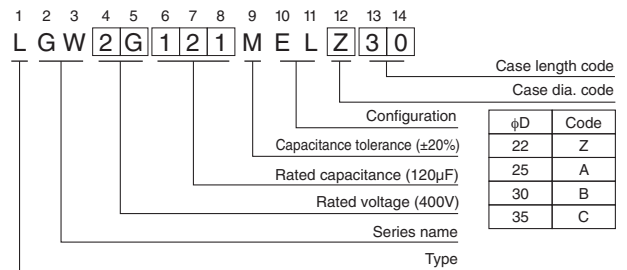 1 2 3 4 5 6 7 8 9 10 11 12 13 14
L G W 2 G 1 2 1 M E L Z 3 0
Case length code
Case dia. code
Configuration
Capacitance tolerance (±20%)
Rated capacitance (120µF)
Rated voltage (400V)
Series name
Type
ϕD Code
22 Z
25 A
30 B
35 C